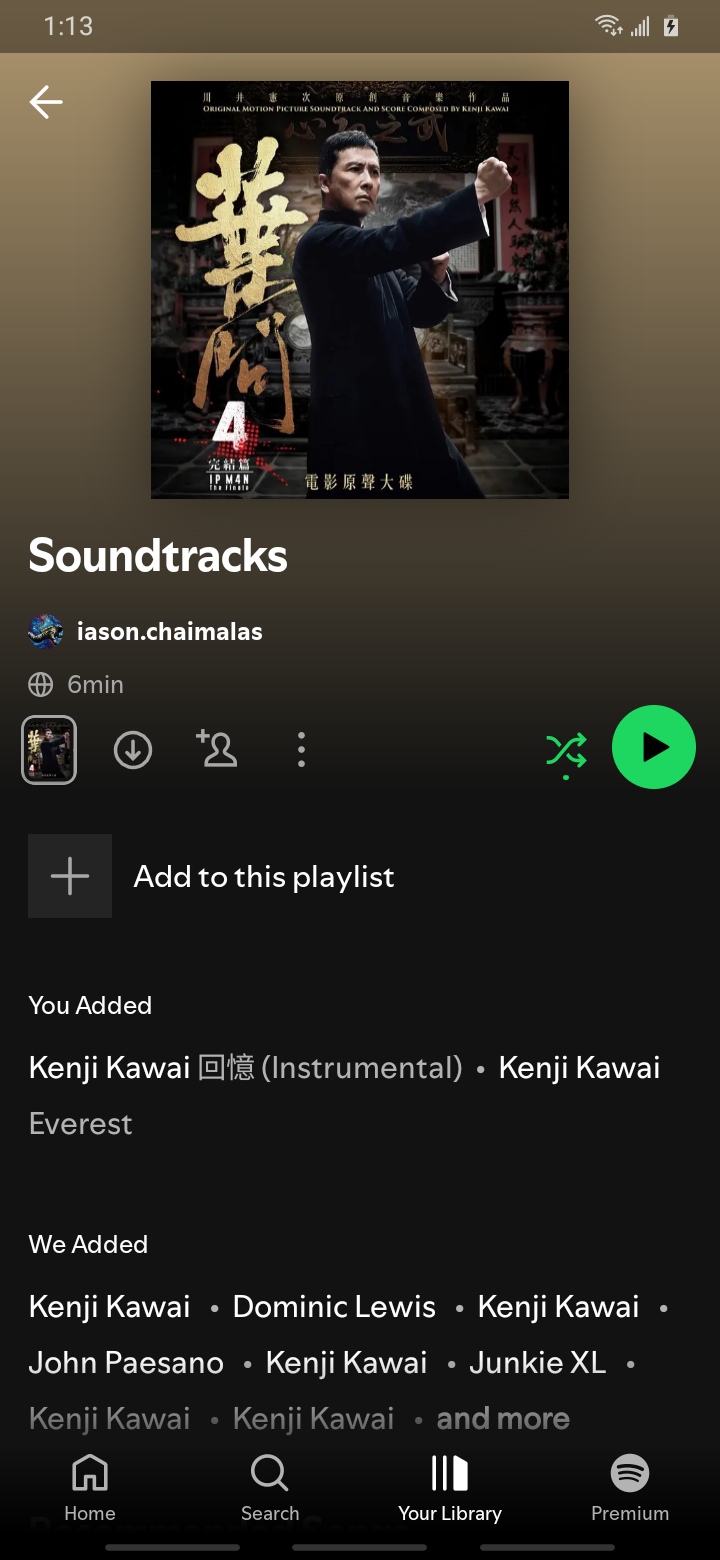 1:13
川井憲次原創音樂作品
ORIGINAL MOTION PICTURE SOUNDTRACK AND SCORE COMPOSED BY KENJI KAWAI
葉問
4
完結篇
IP M4N
The Finale
電影原聲大碟
Soundtracks
iason.chaimalas
6min
Add to this playlist
You Added
Kenji Kawai 回憶 (Instrumental) • Kenji Kawai
Everest
We Added
Kenji Kawai • Dominic Lewis • Kenji Kawai •
John Paesano • Kenji Kawai • Junkie XL •
Kenji Kawai • Kenji Kawai • and more
Home Search Your Library Premium